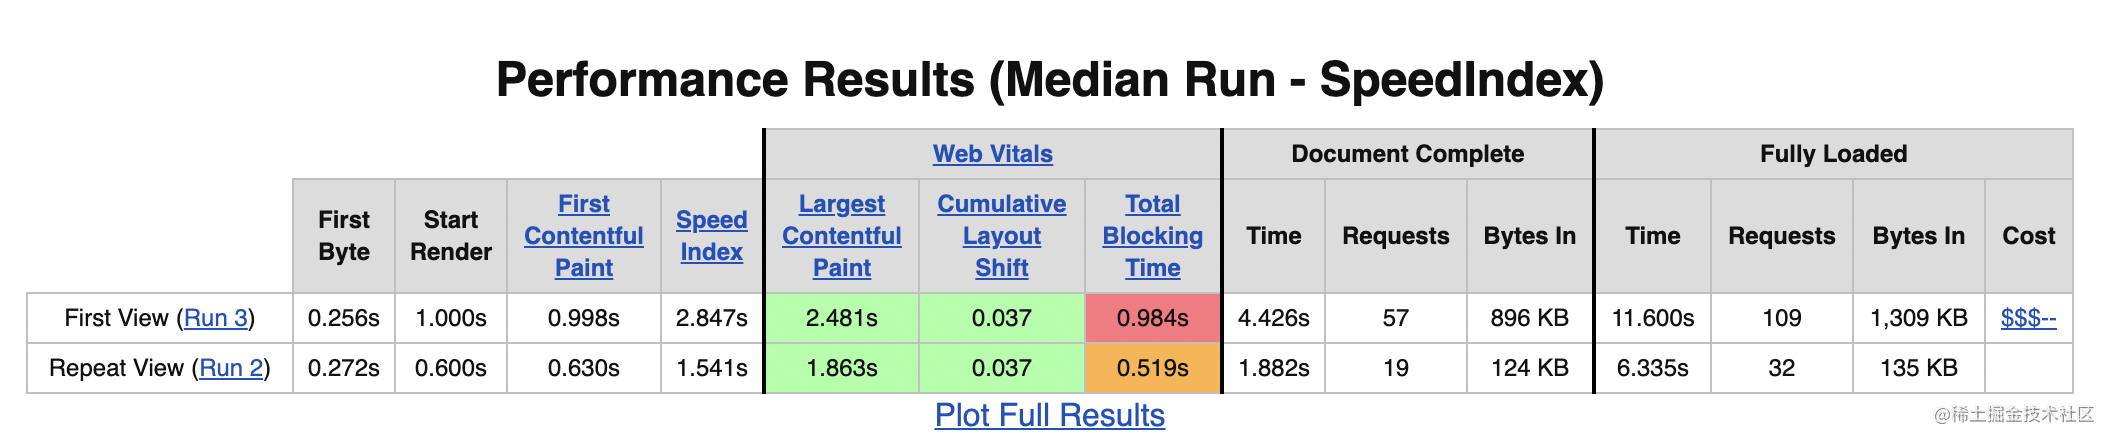 Performance Results (Median Run - SpeedIndex)
Web Vitals Document Complete Fully Loaded
First Byte Start Render First Contentful Paint Speed Index Largest Contentful Paint Cumulative Layout Shift Total Blocking Time Time Requests Bytes In Time Requests Bytes In Cost
First View (Run 3) 0.256s 1.000s 0.998s 2.847s 2.481s 0.037 0.984s 4.426s 57 896 KB 11.600s 109 1,309 KB $$$--
Repeat View (Run 2) 0.272s 0.600s 0.630s 1.541s 1.863s 0.037 0.519s 1.882s 19 124 KB 6.335s 32 135 KB
Plot Full Results
@稀土掘金技术社区